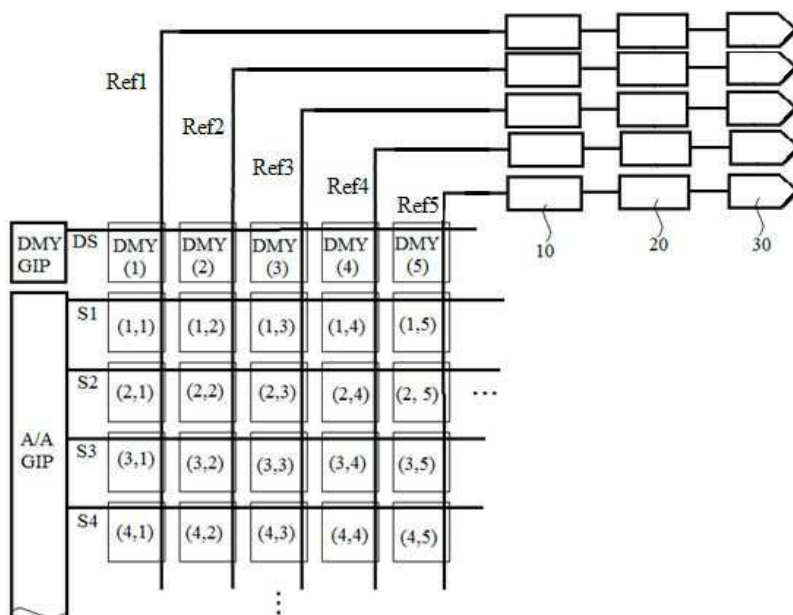 Ref1
Ref2
Ref3
Ref4
Ref5
10 20 30
DMY GIP
DS
DMY (1) DMY (2) DMY (3) DMY (4) DMY (5)
S1
(1,1) (1,2) (1,3) (1,4) (1,5)
S2
(2,1) (2,2) (2,3) (2,4) (2, 5) ...
A/A GIP
S3
(3,1) (3,2) (3,3) (3,4) (3,5)
S4
(4,1) (4,2) (4,3) (4,4) (4,5)
⋮